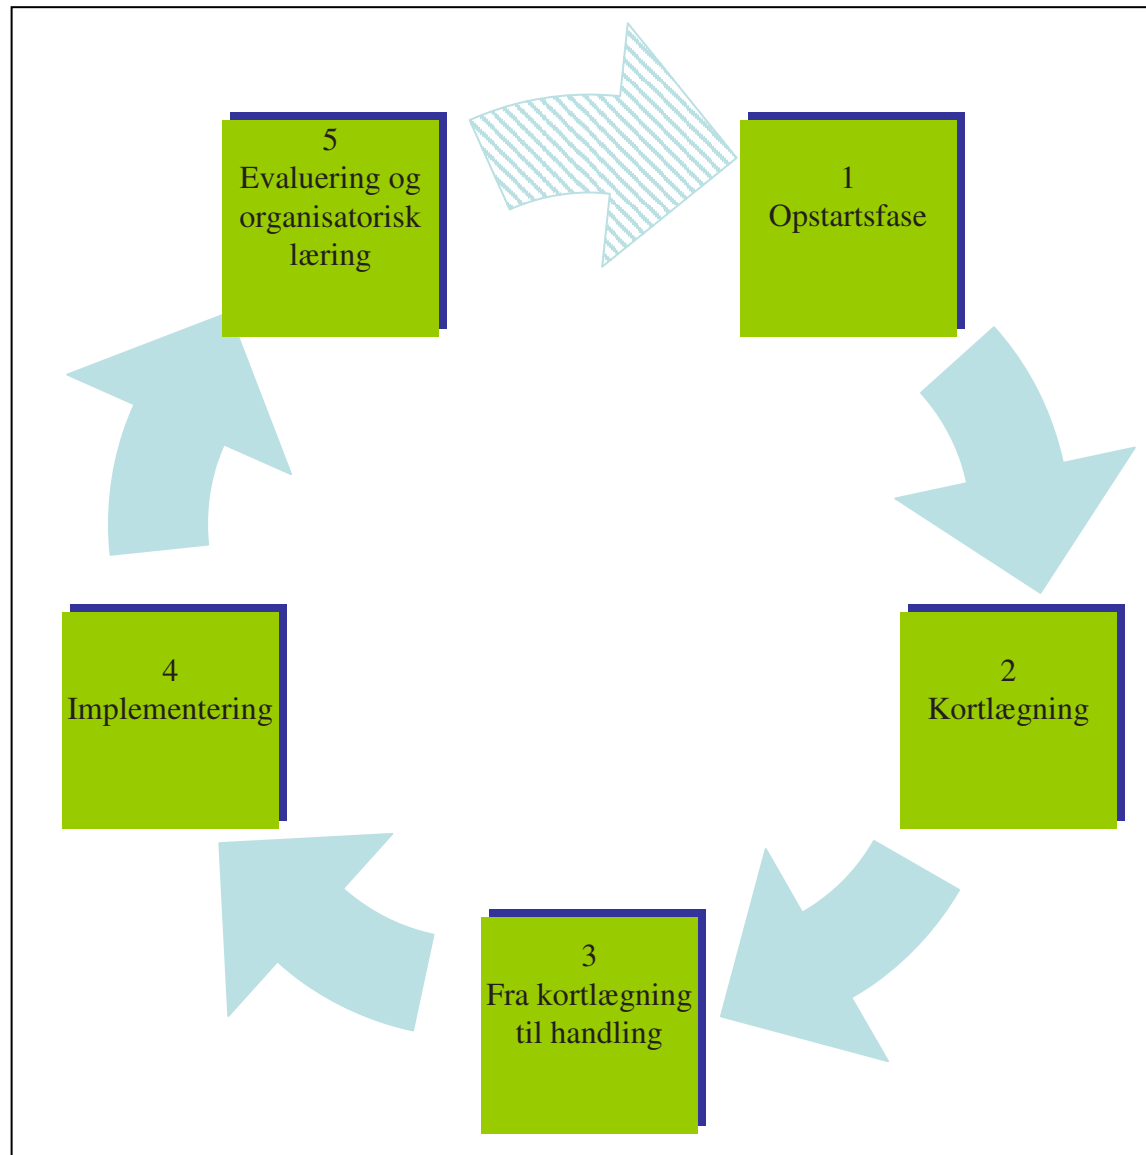 1
Opstartsfase
2
Kortlægning
3
Fra kortlægning
til handling
4
Implementering
5
Evaluering og
organisatorisk
læring